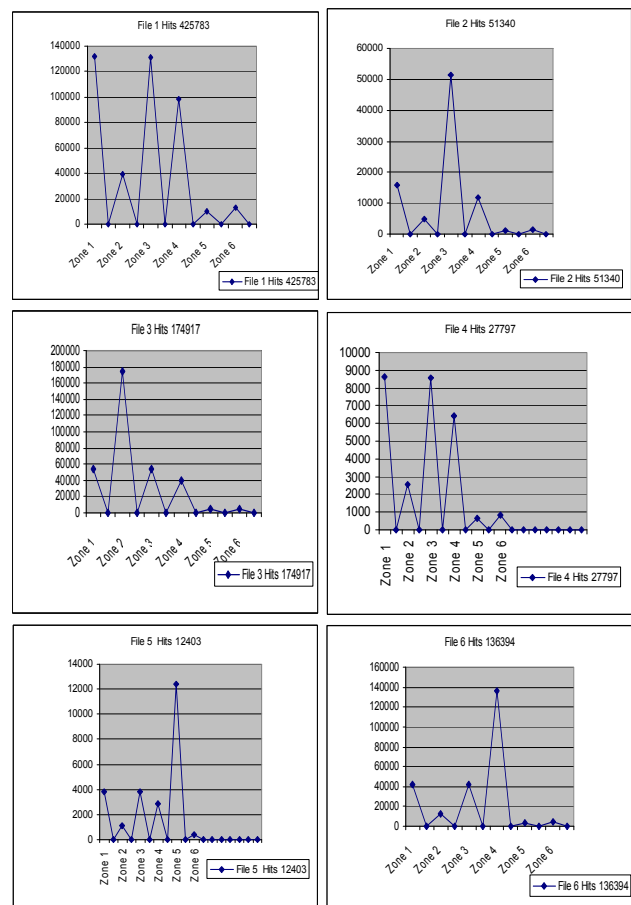 File 1 Hits 425783
140000
120000
100000
80000
60000
40000
20000
0
Zone 1
Zone 2
Zone 3
Zone 4
Zone 5
Zone 6
File 1 Hits 425783
File 2 Hits 51340
60000
50000
40000
30000
20000
10000
0
Zone 1
Zone 2
Zone 3
Zone 4
Zone 5
Zone 6
File 2 Hits 51340
File 3 Hits 174917
200000
180000
160000
140000
120000
100000
80000
60000
40000
20000
0
Zone 1
Zone 2
Zone 3
Zone 4
Zone 5
Zone 6
File 3 Hits 174917
File 4 Hits 27797
10000
9000
8000
7000
6000
5000
4000
3000
2000
1000
0
Zone 1
Zone 2
Zone 3
Zone 4
Zone 5
Zone 6
File 4 Hits 27797
File 5 Hits 12403
14000
12000
10000
8000
6000
4000
2000
0
Zone 1
Zone 2
Zone 3
Zone 4
Zone 5
Zone 6
File 5 Hits 12403
File 6 Hits 136394
160000
140000
120000
100000
80000
60000
40000
20000
0
Zone 1
Zone 2
Zone 3
Zone 4
Zone 5
Zone 6
File 6 Hits 136394